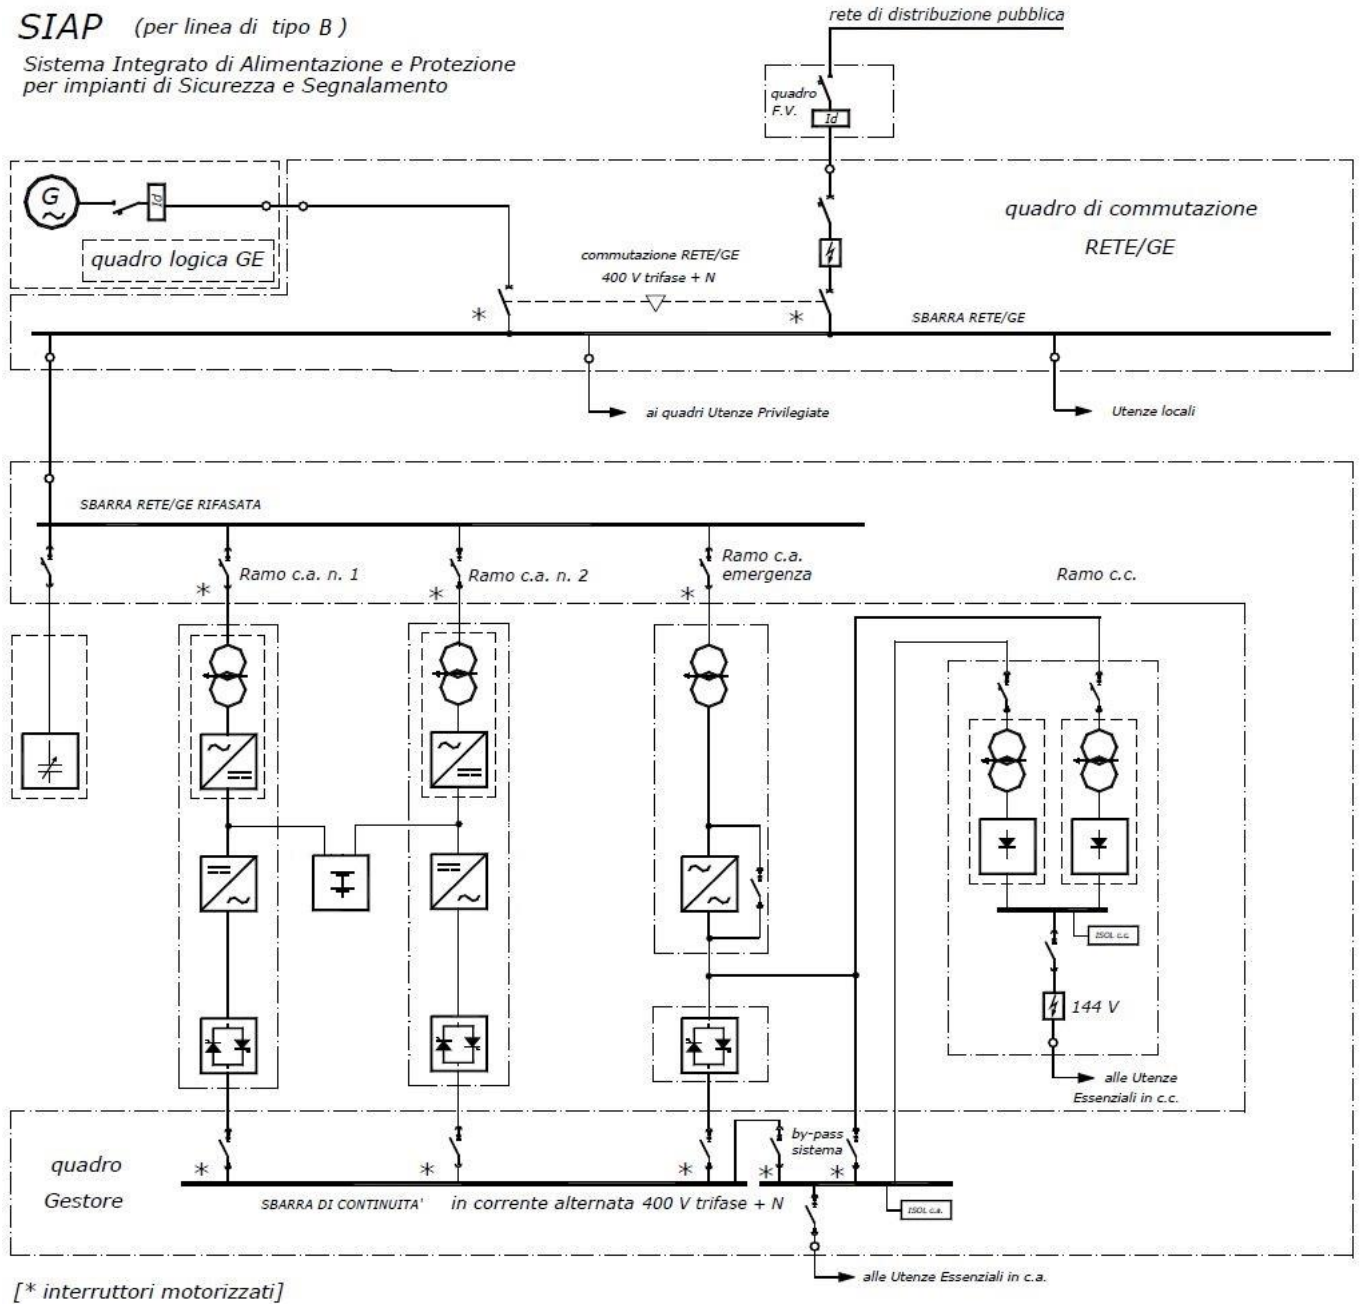 SIAP (per linea di tipo B )
Sistema Integrato di Alimentazione e Protezione
per impianti di Sicurezza e Segnalamento
rete di distribuzione pubblica
quadro
F.V.
Id
G
Id
quadro logica GE
quadro di commutazione
RETE/GE
commutazione RETE/GE
400 V trifase + N
*
*
SBARRA RETE/GE
ai quadri Utenze Privilegiate
Utenze locali
SBARRA RETE/GE RIFASATA
Ramo c.a. n. 1
*
Ramo c.a. n. 2
*
Ramo c.a.
emergenza
*
Ramo c.c.
ISOL c.c.
144 V
alle Utenze
Essenziali in c.c.
quadro
Gestore
*
*
*
by-pass
sistema
*
*
SBARRA DI CONTINUITA' in corrente alternata 400 V trifase + N
ISOL c.a.
alle Utenze Essenziali in c.a.
[* interruttori motorizzati]